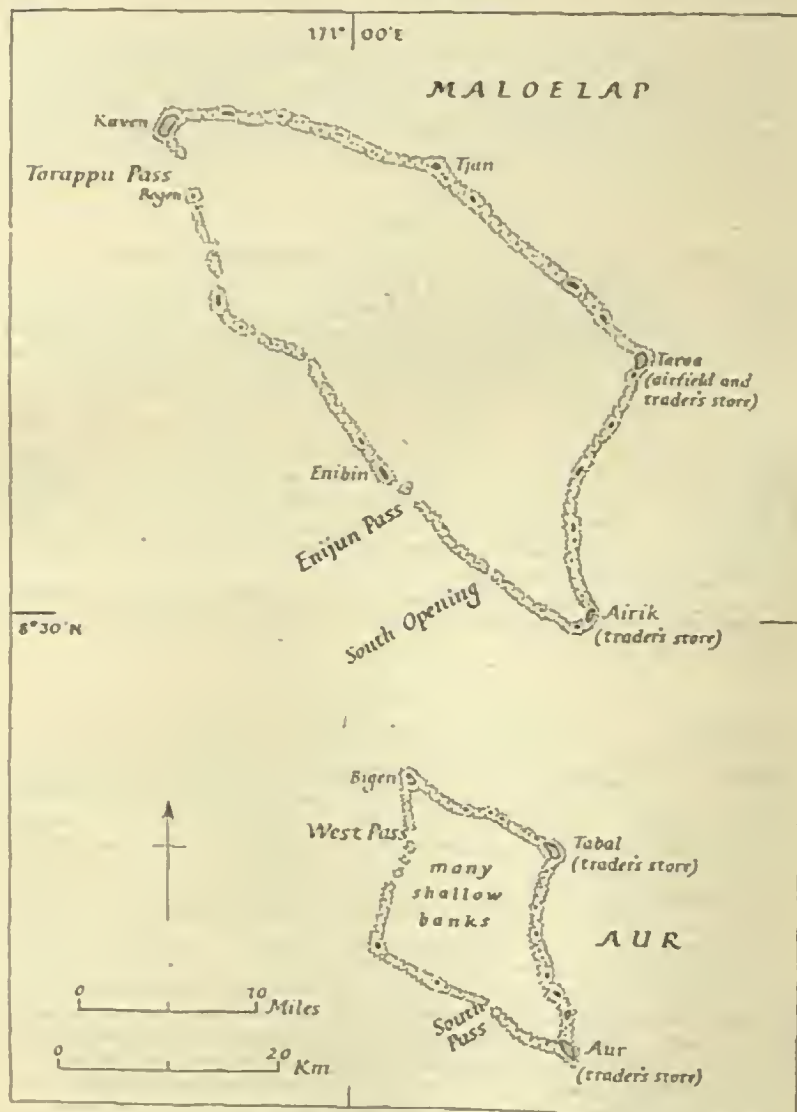 171° 00'E
MALOELAP
Kaven
Tjan
Torappu Pass
Bogen
Taroa
(airfield and
trader's store)
Enibin
Enijun Pass
South Opening
8°30'N
Airik
(trader's store)
Bigen
West Pass
Tabal
(trader's store)
many
shallow
banks
AUR
0 10 Miles
South
Pass
0 20 Km
Aur
(trader's store)